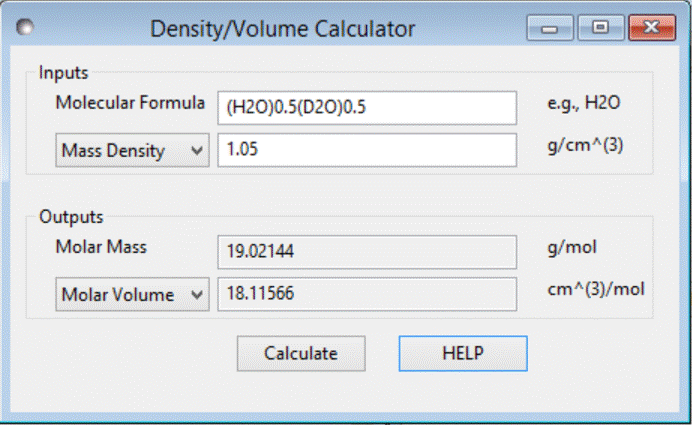 Density/Volume Calculator
Inputs
Molecular Formula (H2O)0.5(D2O)0.5 e.g., H2O
Mass Density 1.05 g/cm^(3)
Outputs
Molar Mass 19.02144 g/mol
Molar Volume 18.11566 cm^(3)/mol
Calculate HELP